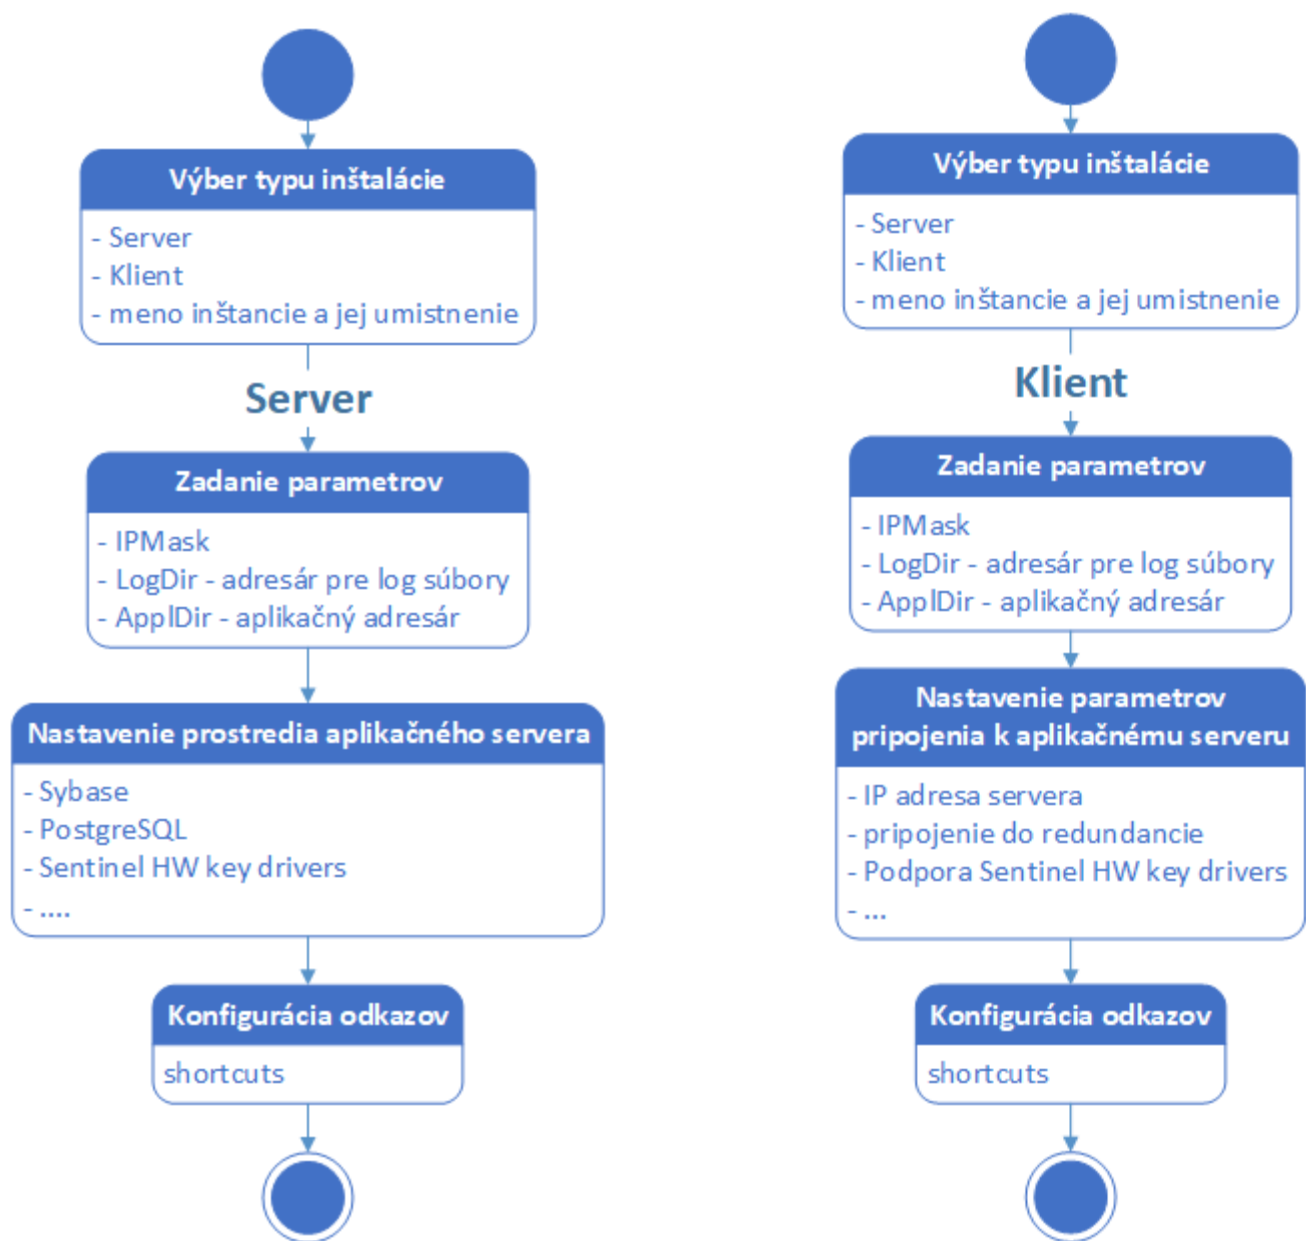 Výber typu inštalácie
- Server
- Klient
- meno inštancie a jej umistnenie
Server
Zadanie parametrov
- IPMask
- LogDir - adresár pre log súbory
- ApplDir - aplikačný adresár
Nastavenie prostredia aplikačného servera
- Sybase
- PostgreSQL
- Sentinel HW key drivers
- ....
Konfigurácia odkazov
shortcuts
Výber typu inštalácie
- Server
- Klient
- meno inštancie a jej umistnenie
Klient
Zadanie parametrov
- IPMask
- LogDir - adresár pre log súbory
- ApplDir - aplikačný adresár
Nastavenie parametrov
pripojenia k aplikačnému serveru
- IP adresa servera
- pripojenie do redundancie
- Podpora Sentinel HW key drivers
- ...
Konfigurácia odkazov
shortcuts